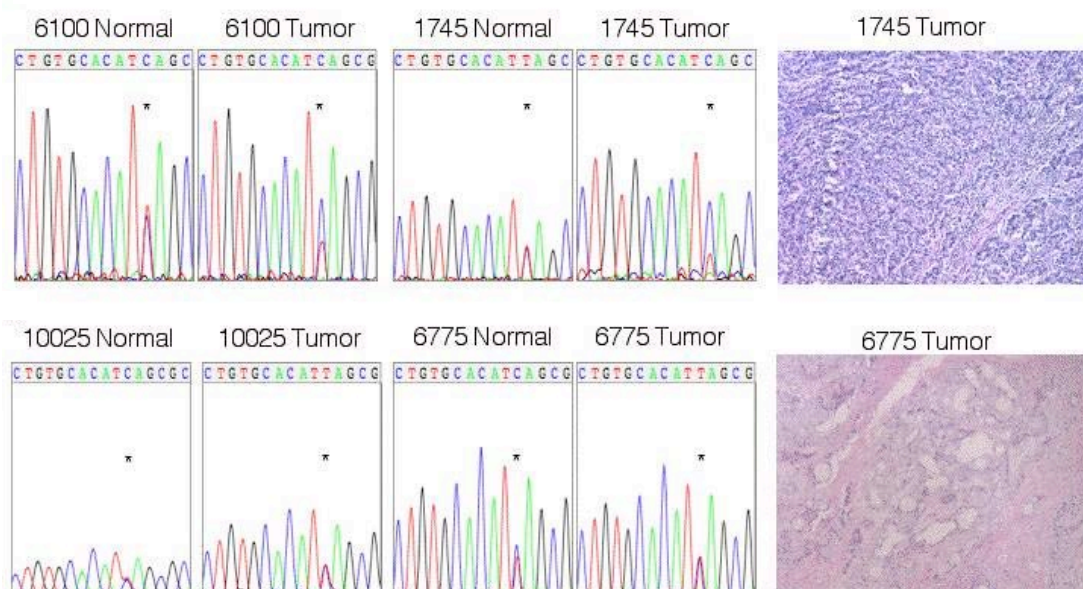 6100 Normal 6100 Tumor 1745 Normal 1745 Tumor 1745 Tumor
CTGTGCACATCAGC CTGTGCACATCAGCG CTGTGCACATTAGC CTGTGCACATCAGC
* * * *
10025 Normal 10025 Tumor 6775 Normal 6775 Tumor 6775 Tumor
CTGTGCACATCAGCGC CTGTGCACATTAGCG CTGTGCACATCAGCG CTGTGCACATTAGCG
* * * *